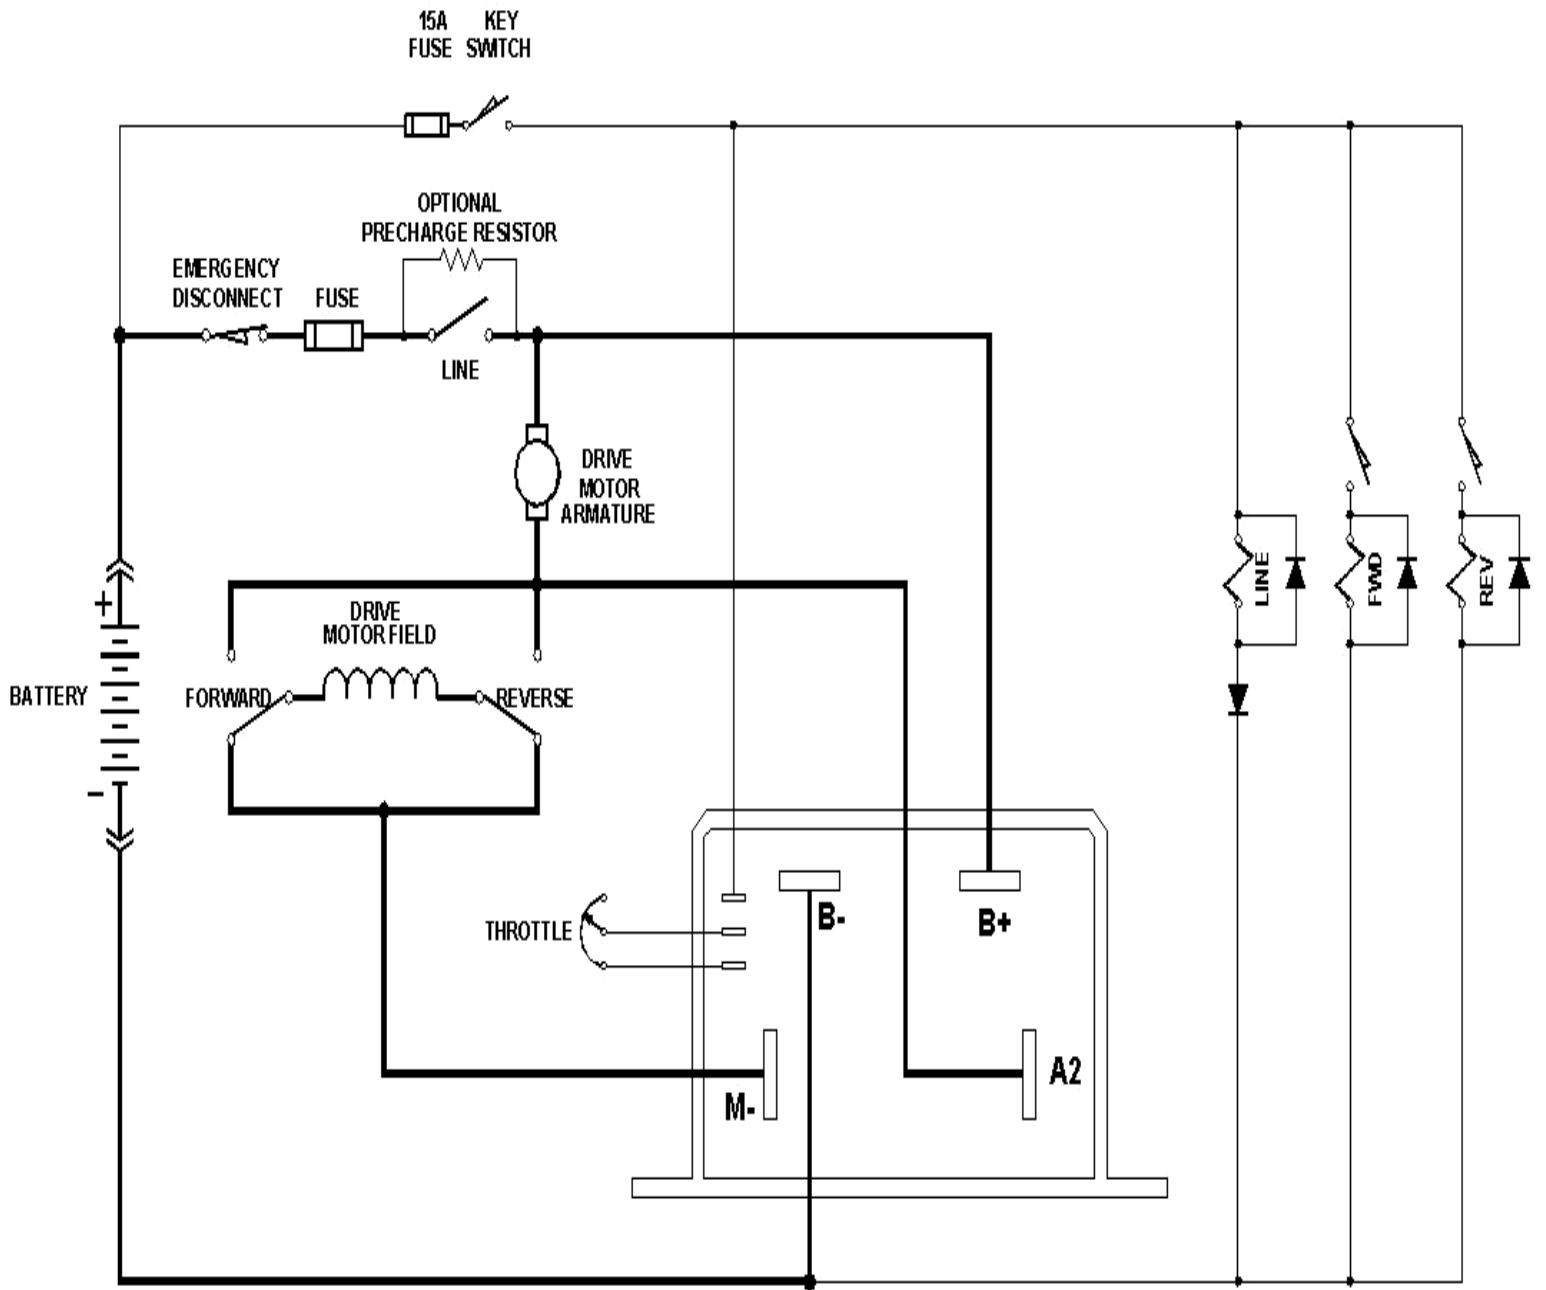 15A KEY
FUSE SWITCH
OPTIONAL
PRECHARGE RESISTOR
EMERGENCY
DISCONNECT
FUSE
LINE
DRIVE
MOTOR
ARMATURE
+
DRIVE
MOTOR FIELD
BATTERY
FORWARD
REVERSE
–
LINE
FWD
REV
THROTTLE
B-
B+
M-
A2